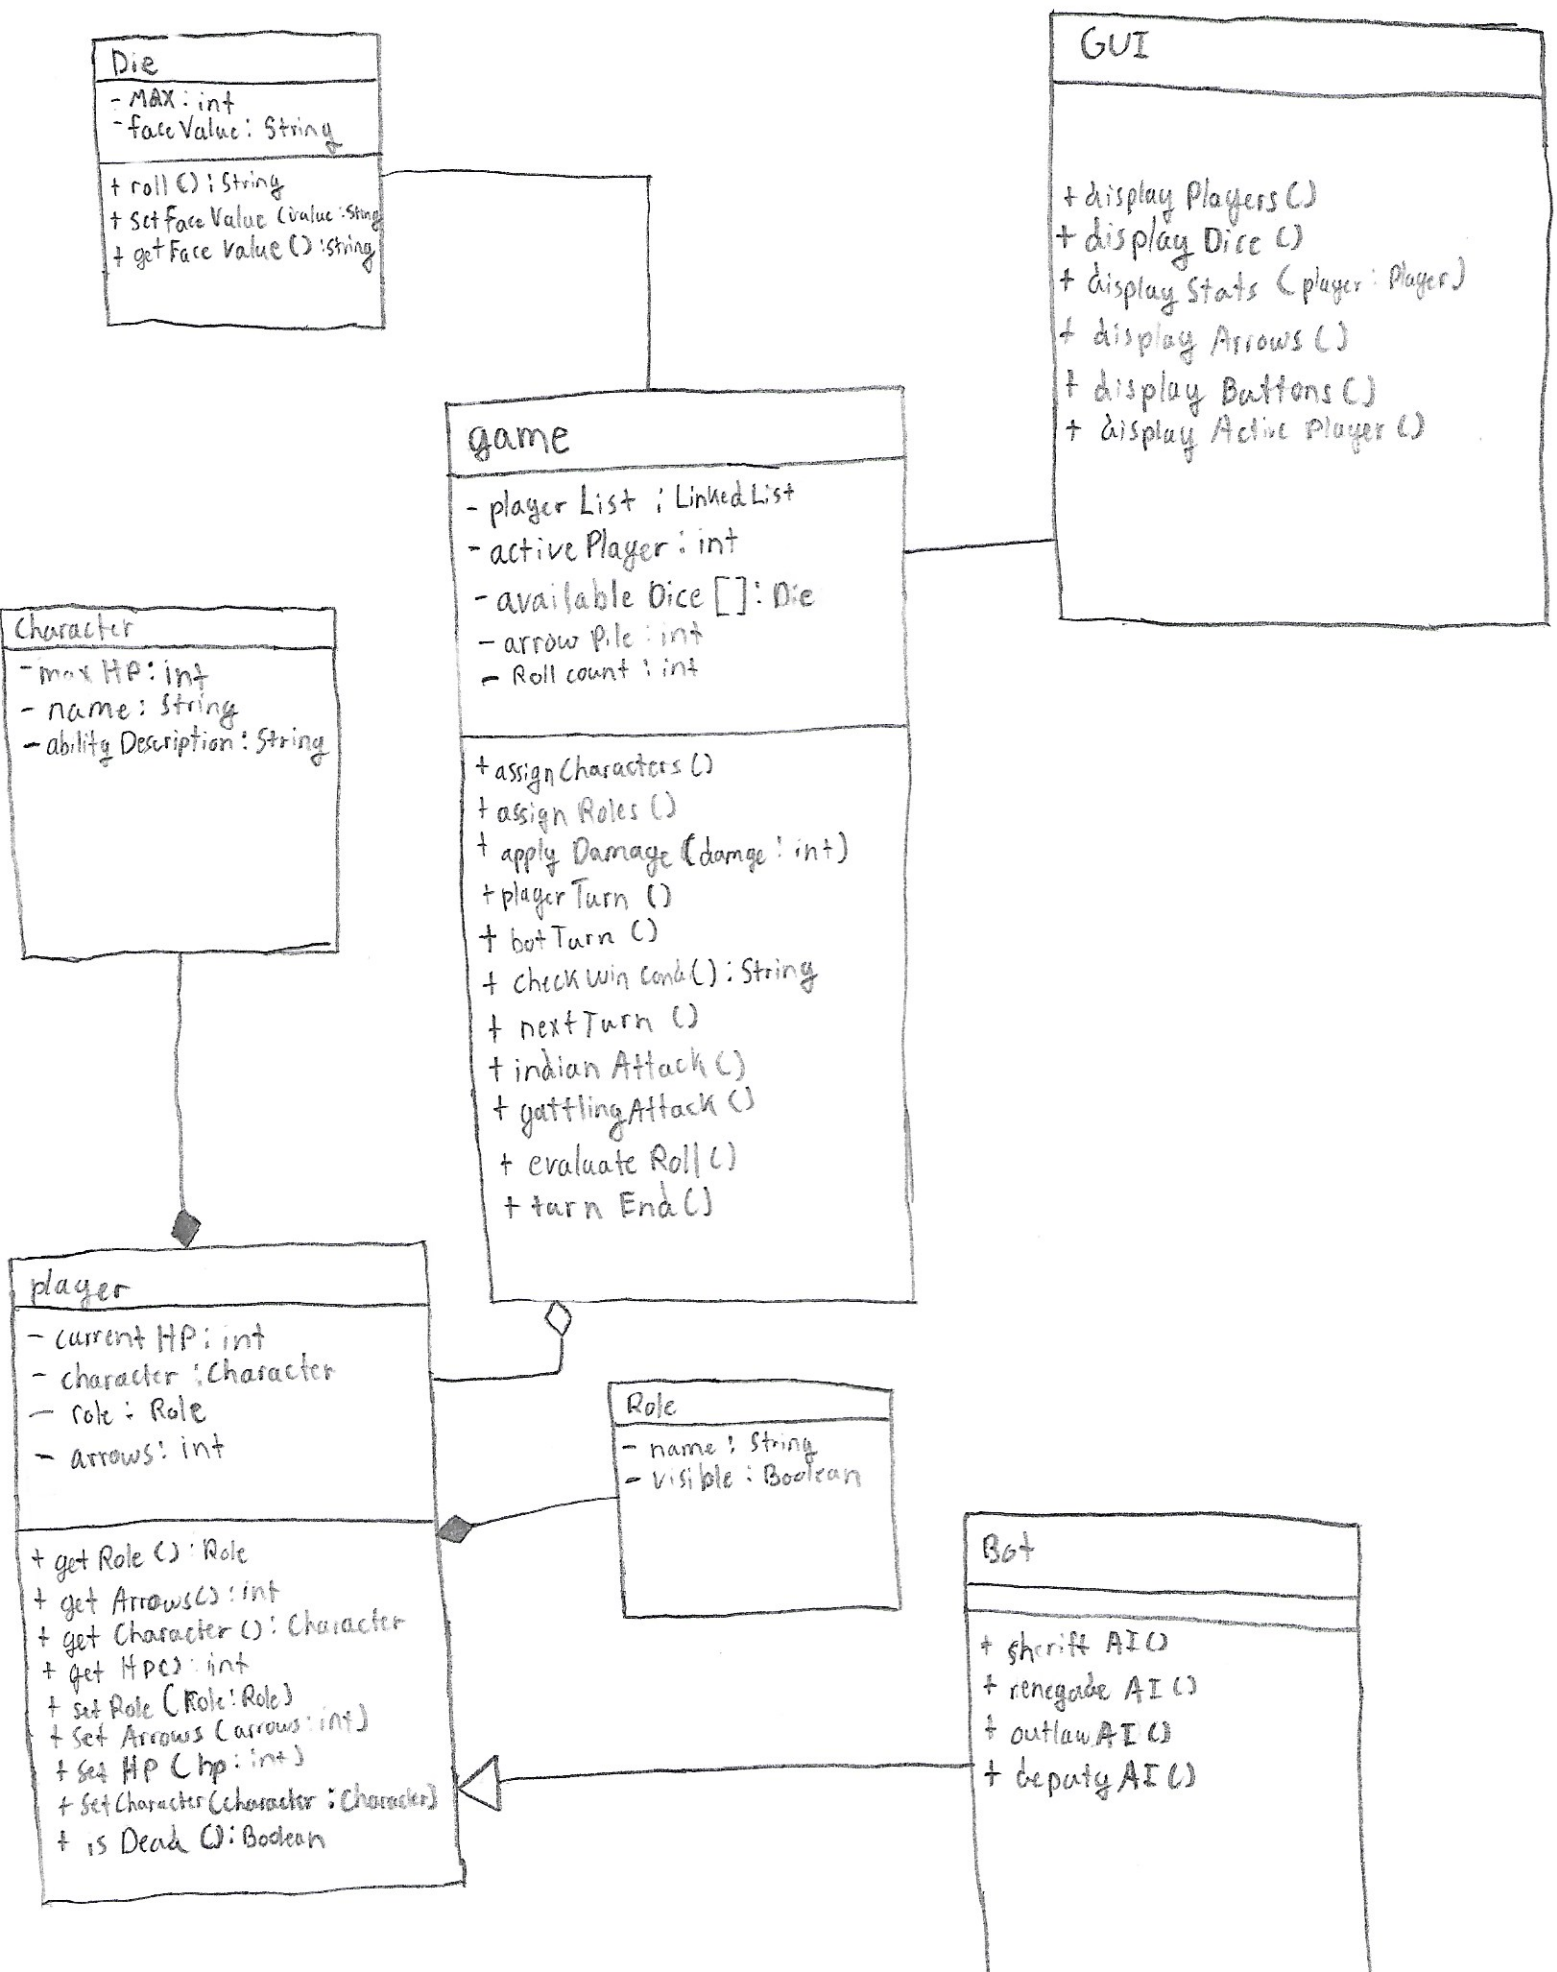 Die
- MAX : int
- faceValue : String
+ roll () : String
+ setFaceValue (value : String
+ getFaceValue () : String
GUI
+ display Players ()
+ display Dice ()
+ display Stats (player : Player)
+ display Arrows ()
+ display Buttons ()
+ display Active Player ()
game
- player List : Linked List
- active Player : int
- available Dice [] : Die
- arrow Pile : int
- Roll count : int
+ assign Characters ()
+ assign Roles ()
+ apply Damage (damge : int)
+ player Turn ()
+ bot Turn ()
+ check win cond () : String
+ next Turn ()
+ indian Attack ()
+ gattling Attack ()
+ evaluate Roll ()
+ turn End ()
Character
- max HP : int
- name : String
- ability Description : String
player
- current HP : int
- character : Character
- role : Role
- arrows : int
+ get Role () : Role
+ get Arrows () : int
+ get Character () : Character
+ get HP () : int
+ set Role (Role : Role)
+ set Arrows (arrows : int)
+ set HP (hp : int)
+ set Character (character : Character)
+ is Dead () : Boolean
Role
- name : String
- visible : Boolean
Bot
+ sheriff AI ()
+ renegade AI ()
+ outlaw AI ()
+ deputy AI ()